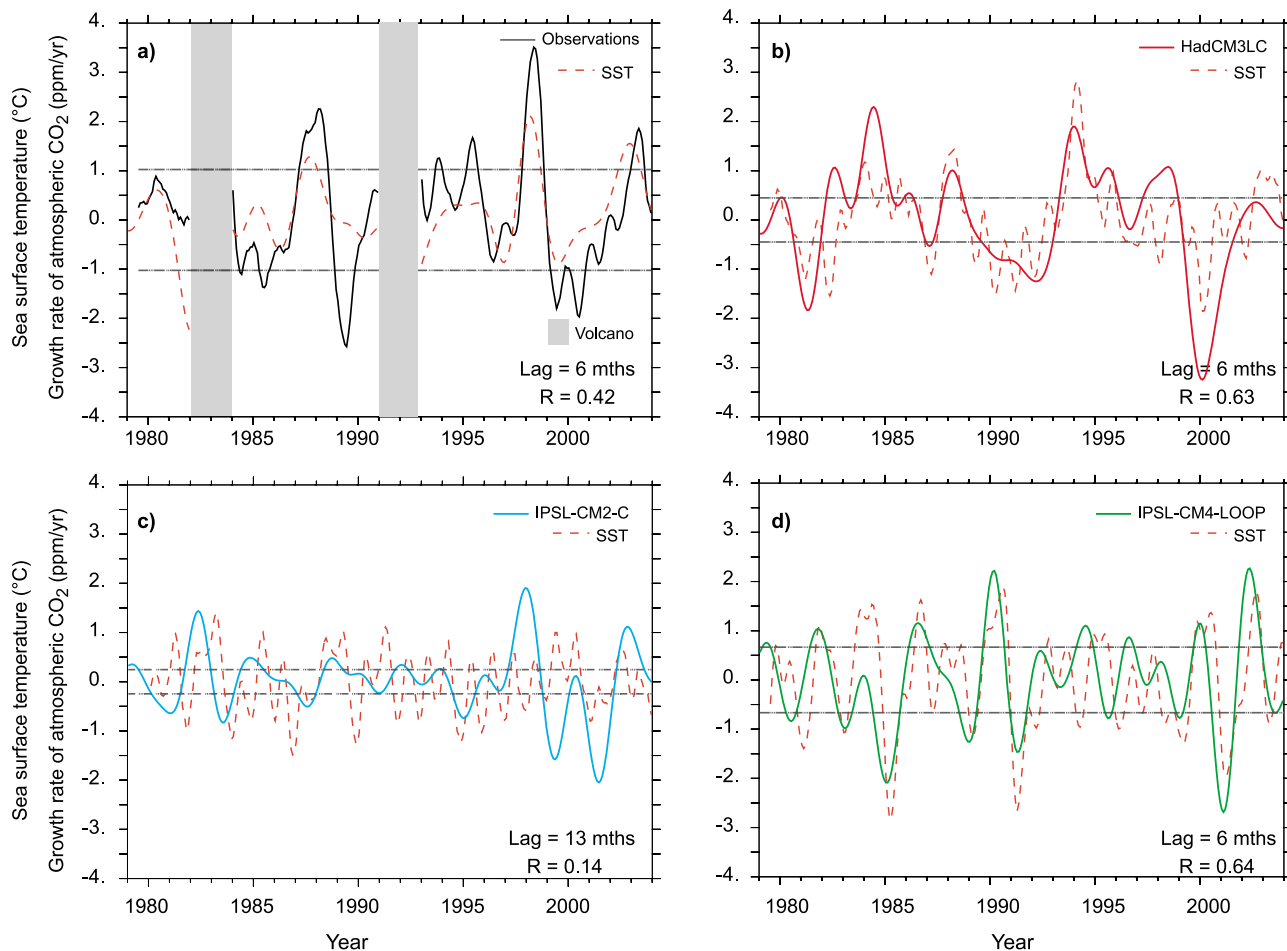 Sea surface temperature (°C)
Growth rate of atmospheric CO2 (ppm/yr)
a)
4.
3.
2.
1.
0.
-1.
-2.
-3.
-4.
Observations
SST
Volcano
Lag = 6 mths
R = 0.42
1980 1985 1990 1995 2000
b)
4.
3.
2.
1.
0.
-1.
-2.
-3.
-4.
HadCM3LC
SST
Lag = 6 mths
R = 0.63
1980 1985 1990 1995 2000
Sea surface temperature (°C)
Growth rate of atmospheric CO2 (ppm/yr)
c)
4.
3.
2.
1.
0.
-1.
-2.
-3.
-4.
IPSL-CM2-C
SST
Lag = 13 mths
R = 0.14
1980 1985 1990 1995 2000
Year
d)
4.
3.
2.
1.
0.
-1.
-2.
-3.
-4.
IPSL-CM4-LOOP
SST
Lag = 6 mths
R = 0.64
1980 1985 1990 1995 2000
Year